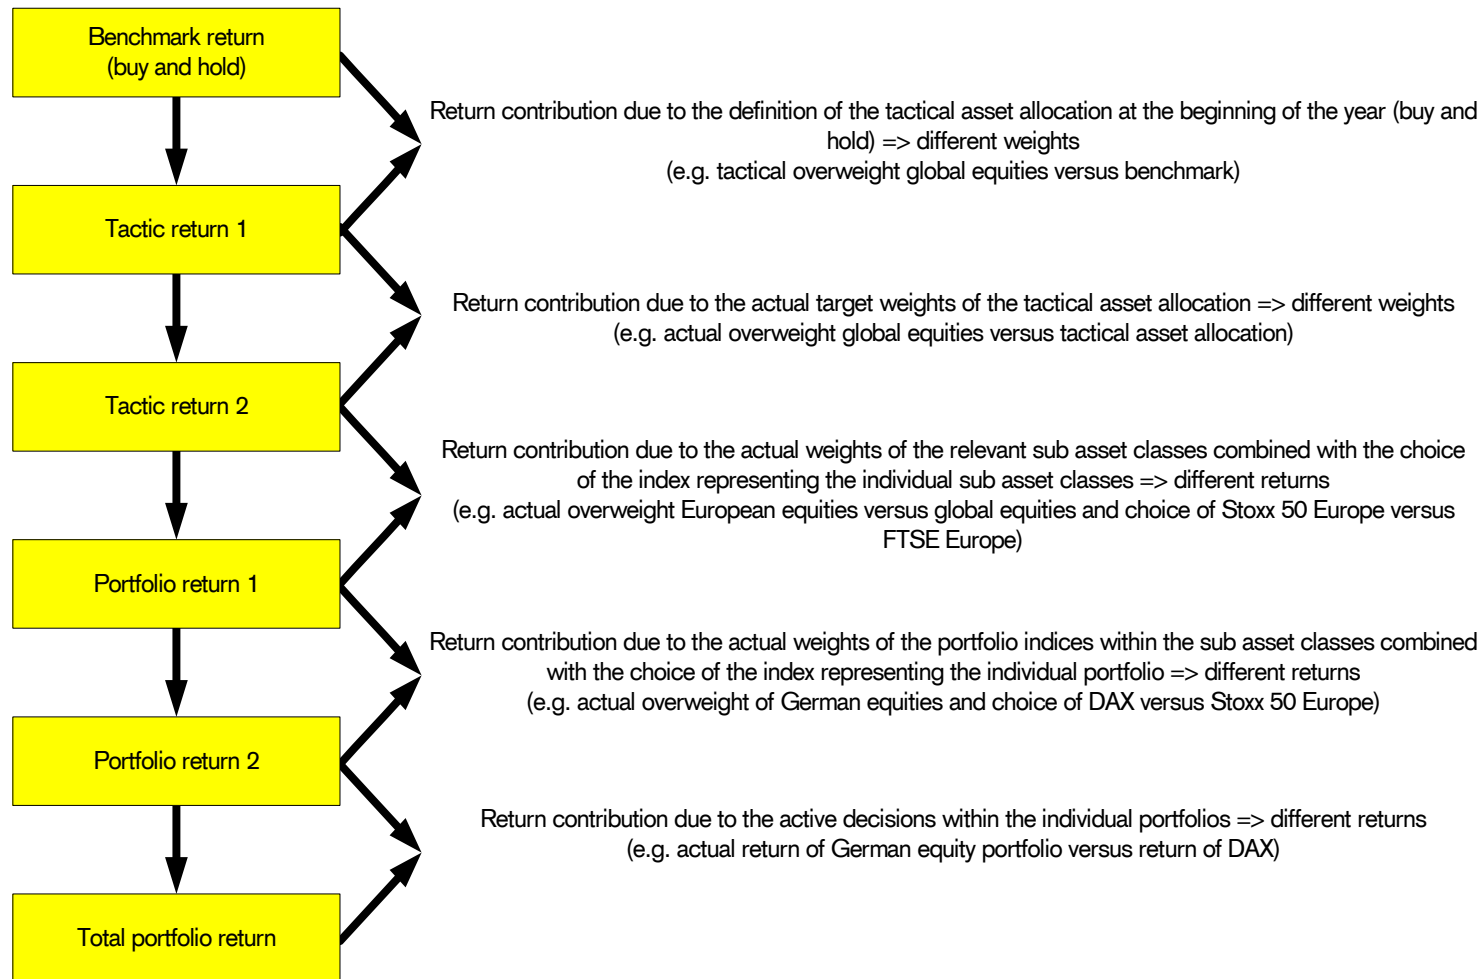 Benchmark return
(buy and hold)
Return contribution due to the definition of the tactical asset allocation at the beginning of the year (buy and
hold) => different weights
(e.g. tactical overweight global equities versus benchmark)
Tactic return 1
Return contribution due to the actual target weights of the tactical asset allocation => different weights
(e.g. actual overweight global equities versus tactical asset allocation)
Tactic return 2
Return contribution due to the actual weights of the relevant sub asset classes combined with the choice
of the index representing the individual sub asset classes => different returns
(e.g. actual overweight European equities versus global equities and choice of Stoxx 50 Europe versus
FTSE Europe)
Portfolio return 1
Return contribution due to the actual weights of the portfolio indices within the sub asset classes combined
with the choice of the index representing the individual portfolio => different returns
(e.g. actual overweight of German equities and choice of DAX versus Stoxx 50 Europe)
Portfolio return 2
Return contribution due to the active decisions within the individual portfolios => different returns
(e.g. actual return of German equity portfolio versus return of DAX)
Total portfolio return